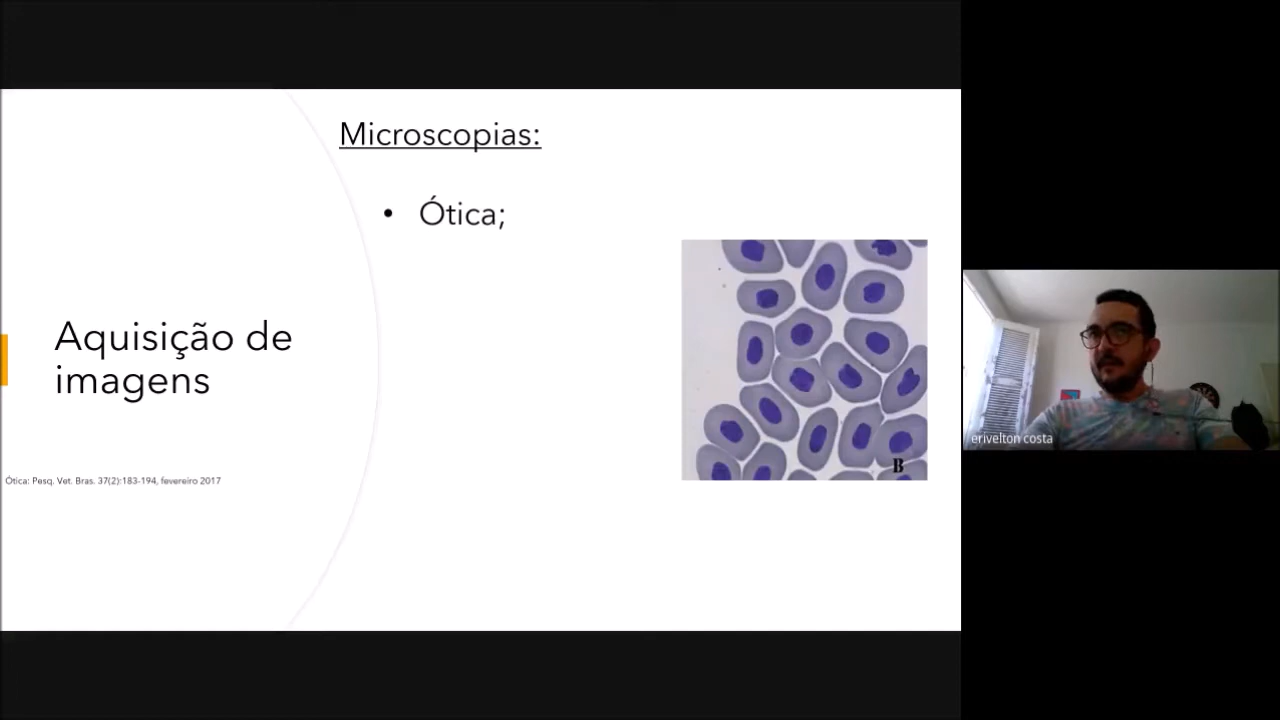 Microscopias:
• Ótica;
Aquisição de
imagens
Ótica: Pesq. Vet. Bras. 37(2):183-194, fevereiro 2017
B
erivelton costa